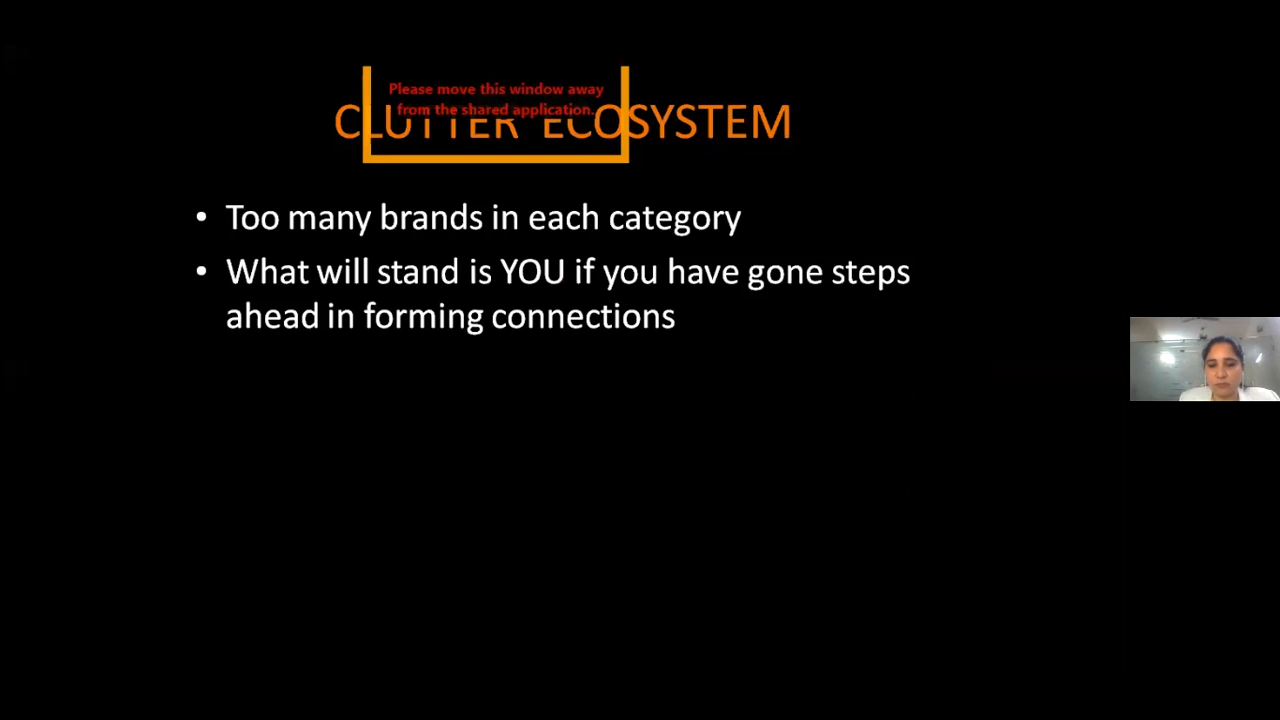 Please move this window away
from the shared application.
CLUTTER ECOSYSTEM
• Too many brands in each category
• What will stand is YOU if you have gone steps
ahead in forming connections